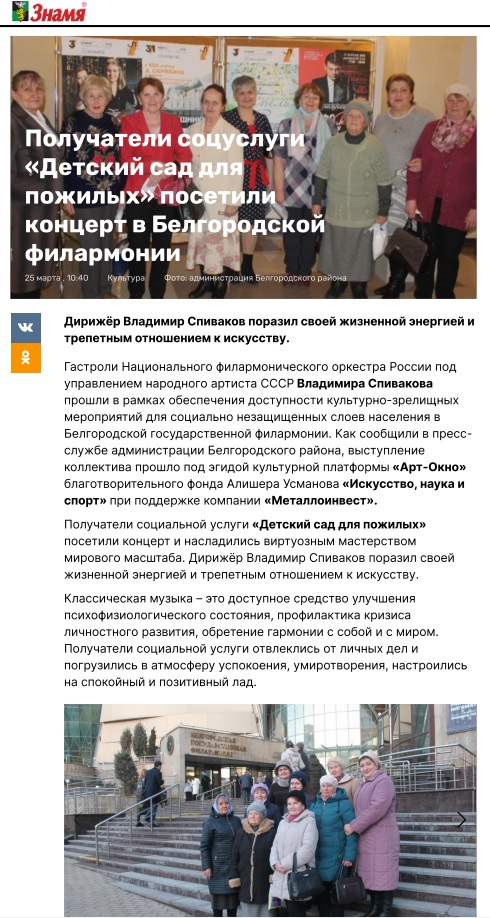 Знамя®
Получатели соцуслуги
«Детский сад для
пожилых» посетили
концерт в Белгородской
филармонии
25 марта , 10:40 Культура Фото: администрация Белгородского района
Дирижёр Владимир Спиваков поразил своей жизненной энергией и
трепетным отношением к искусству.
Гастроли Национального филармонического оркестра России под
управлением народного артиста СССР Владимира Спивакова
прошли в рамках обеспечения доступности культурно-зрелищных
мероприятий для социально незащищенных слоев населения в
Белгородской государственной филармонии. Как сообщили в пресс-
службе администрации Белгородского района, выступление
коллектива прошло под эгидой культурной платформы «Арт-Окно»
благотворительного фонда Алишера Усманова «Искусство, наука и
спорт» при поддержке компании «Металлоинвест».
Получатели социальной услуги «Детский сад для пожилых»
посетили концерт и насладились виртуозным мастерством
мирового масштаба. Дирижёр Владимир Спиваков поразил своей
жизненной энергией и трепетным отношением к искусству.
Классическая музыка – это доступное средство улучшения
психофизиологического состояния, профилактика кризиса
личностного развития, обретение гармонии с собой и с миром.
Получатели социальной услуги отвлеклись от личных дел и
погрузились в атмосферу успокоения, умиротворения, настроились
на спокойный и позитивный лад.
БЕЛГОРОДСКАЯ
ГОСУДАРСТВЕННАЯ
ФИЛАРМОНИЯ